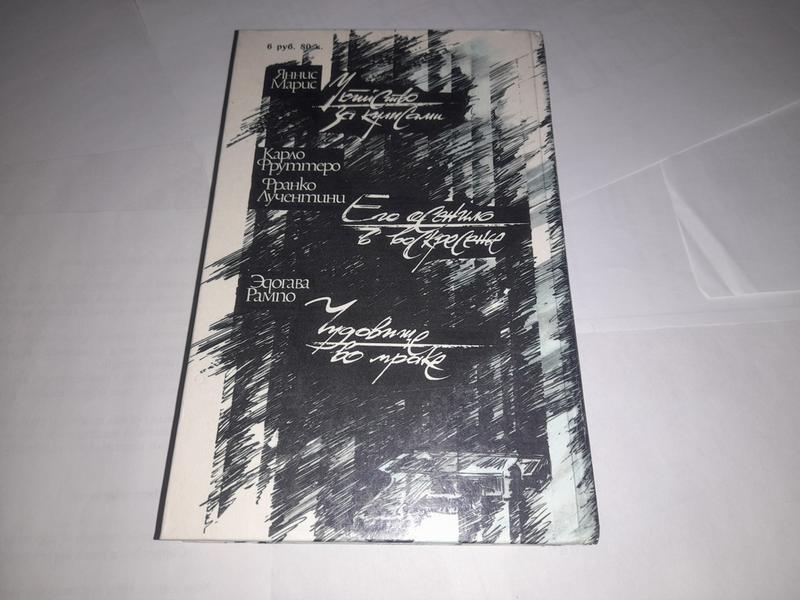 6 руб. 80 к.
Яннис
Марис
Убийство
за кулисами
Карло
Фруттеро
Франко
Лучентини
Его осенило
в воскресенье
Эдогава
Рампо
Чудовище
во мраке